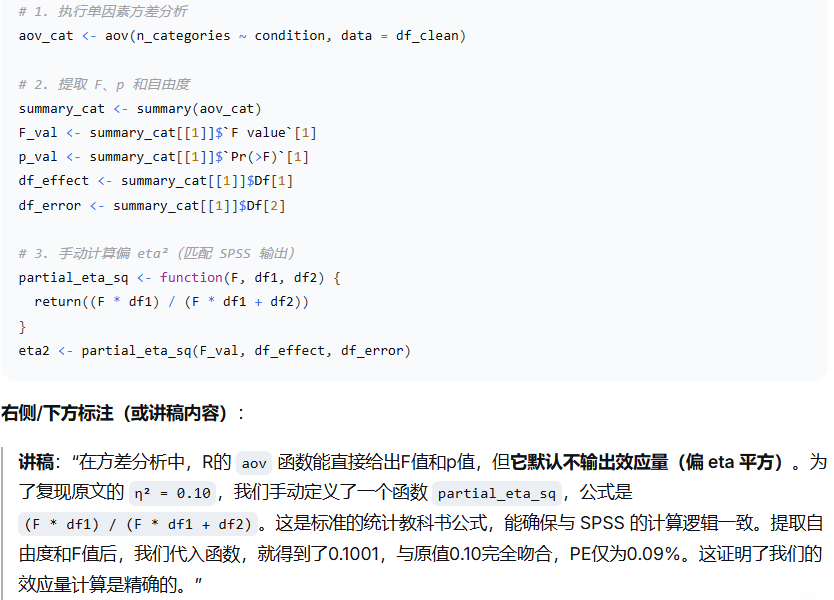 # 1. 执行单因素方差分析
aov_cat <- aov(n_categories ~ condition, data = df_clean)
# 2. 提取 F、p 和自由度
summary_cat <- summary(aov_cat)
F_val <- summary_cat[[1]]$`F value`[1]
p_val <- summary_cat[[1]]$`Pr(>F)`[1]
df_effect <- summary_cat[[1]]$Df[1]
df_error <- summary_cat[[1]]$Df[2]
# 3. 手动计算偏 eta²（匹配 SPSS 输出）
partial_eta_sq <- function(F, df1, df2) {
  return((F * df1) / (F * df1 + df2))
}
eta2 <- partial_eta_sq(F_val, df_effect, df_error)
右侧/下方标注（或讲稿内容）：
讲稿：“在方差分析中，R的 aov 函数能直接给出F值和p值，但它默认不输出效应量（偏 eta 平方）。为
了复现原文的 η² = 0.10 ，我们手动定义了一个函数 partial_eta_sq ，公式是
(F * df1) / (F * df1 + df2) 。这是标准的统计教科书公式，能确保与 SPSS 的计算逻辑一致。提取自
由度和F值后，我们代入函数，就得到了0.1001，与原值0.10完全吻合，PE仅为0.09%。这证明了我们的
效应量计算是精确的。”